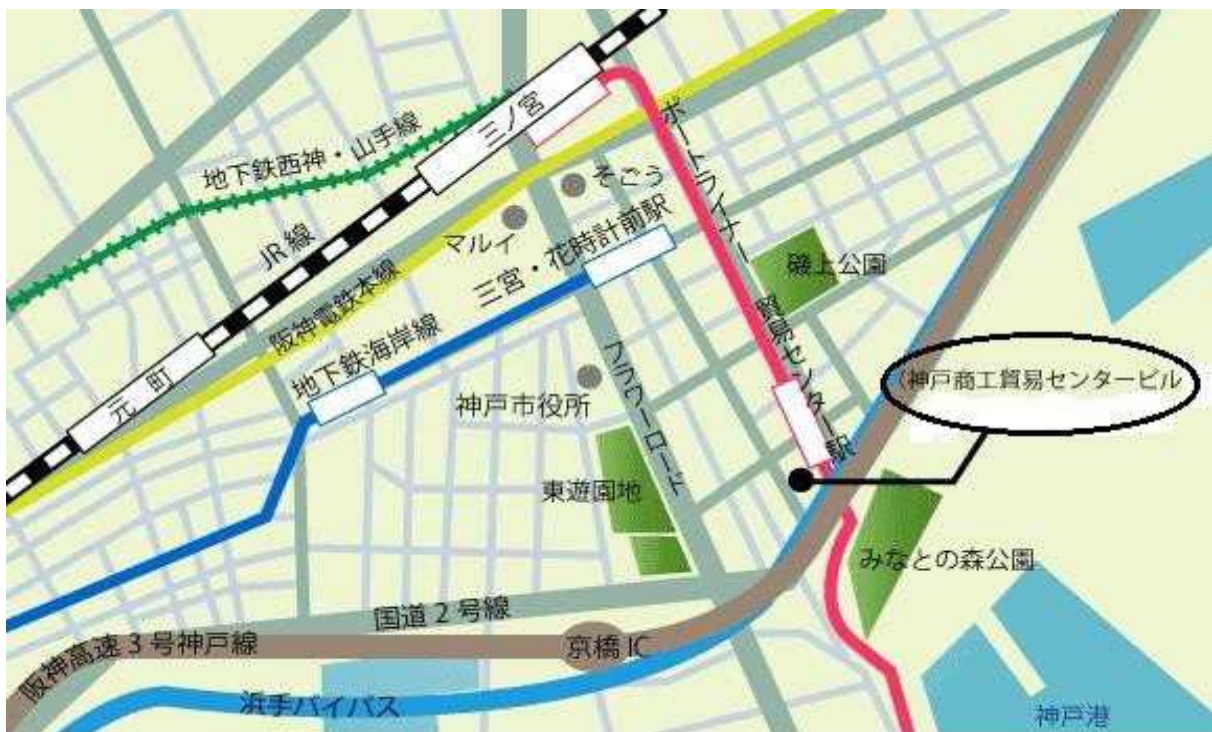 三ノ宮
ポートライナー
地下鉄西神・山手線
そごう
マルイ
JR線
三宮・花時計前駅
磯上公園
阪神電鉄本線
貿易センター駅
地下鉄海岸線
(神戸商工貿易センタービル
元町
神戸市役所
フラワーロード
東遊園地
みなとの森公園
国道2号線
阪神高速3号神戸線
京橋IC
浜手バイパス
神戸港